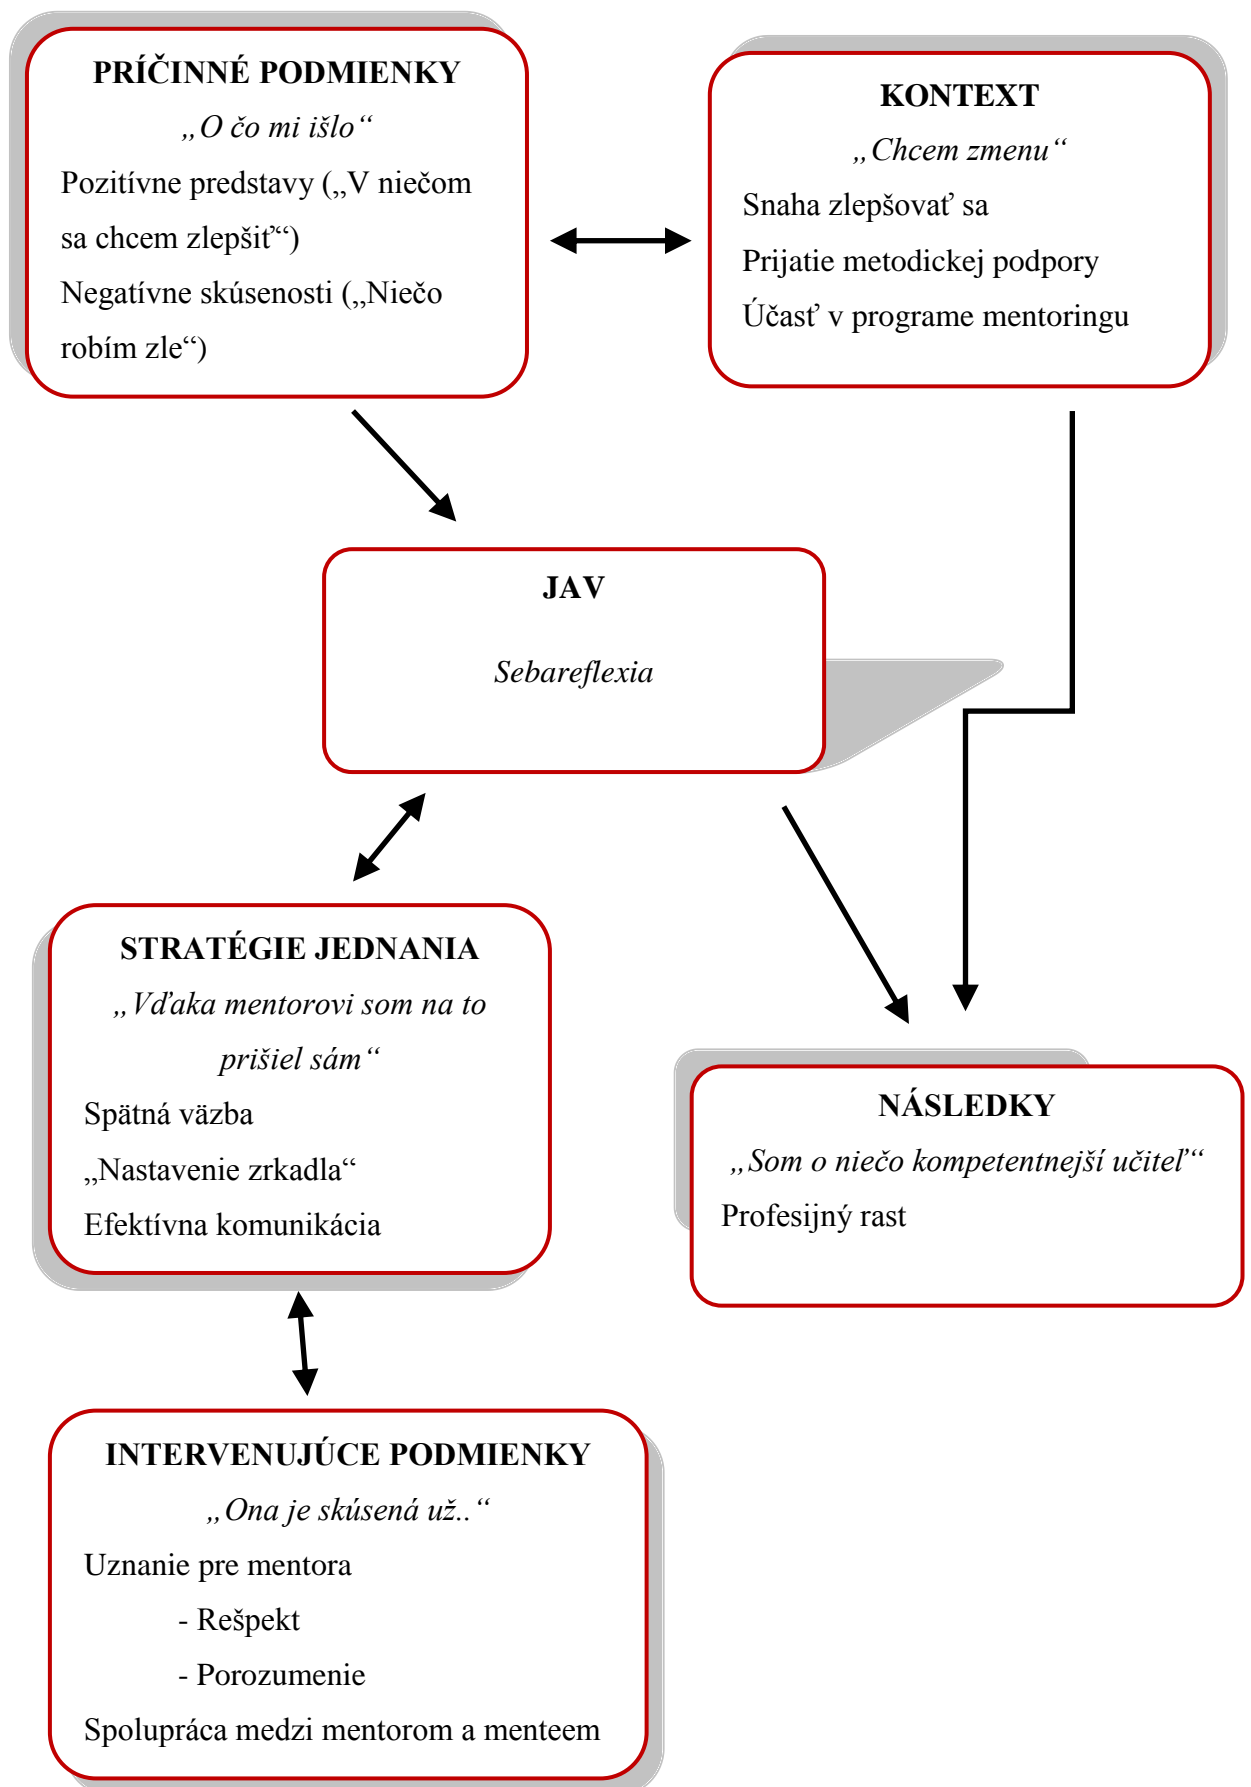 PRÍČINNÉ PODMIENKY
„O čo mi išlo“
Pozitívne predstavy („V niečom
sa chcem zlepšiť“)
Negatívne skúsenosti („Niečo
robím zle“)
KONTEXT
„Chcem zmenu“
Snaha zlepšovať sa
Prijatie metodickej podpory
Účasť v programe mentoringu
JAV
Sebareflexia
STRATÉGIE JEDNANIA
„Vďaka mentorovi som na to
prišiel sám“
Spätná väzba
„Nastavenie zrkadla“
Efektívna komunikácia
NÁSLEDKY
„Som o niečo kompetentnejší učiteľ“
Profesijný rast
INTERVENUJÚCE PODMIENKY
„Ona je skúsená už..“
Uznanie pre mentora
- Rešpekt
- Porozumenie
Spolupráca medzi mentorom a menteem